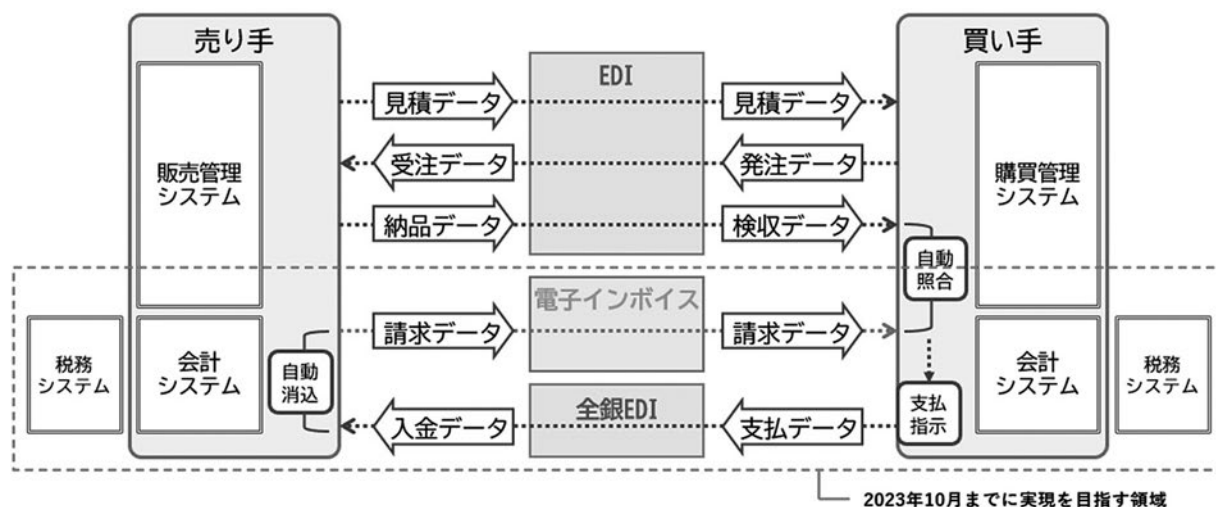 売り手
買い手
EDI
見積データ
見積データ
受注データ
発注データ
販売管理
システム
購買管理
システム
納品データ
検収データ
自動
照合
電子インボイス
請求データ
請求データ
税務
システム
会計
システム
自動
消込
会計
システム
税務
システム
全銀EDI
支払
指示
入金データ
支払データ
2023年10月までに実現を目指す領域